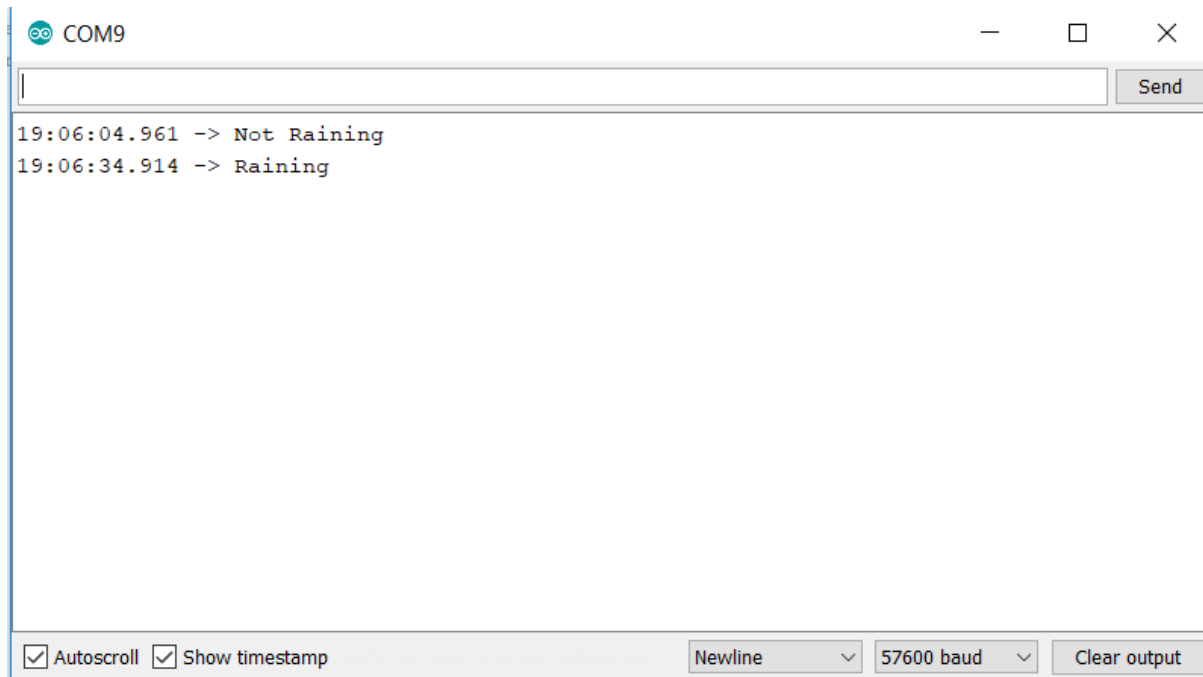 COM9
Send
19:06:04.961 -> Not Raining
19:06:34.914 -> Raining
Autoscroll Show timestamp Newline 57600 baud Clear output